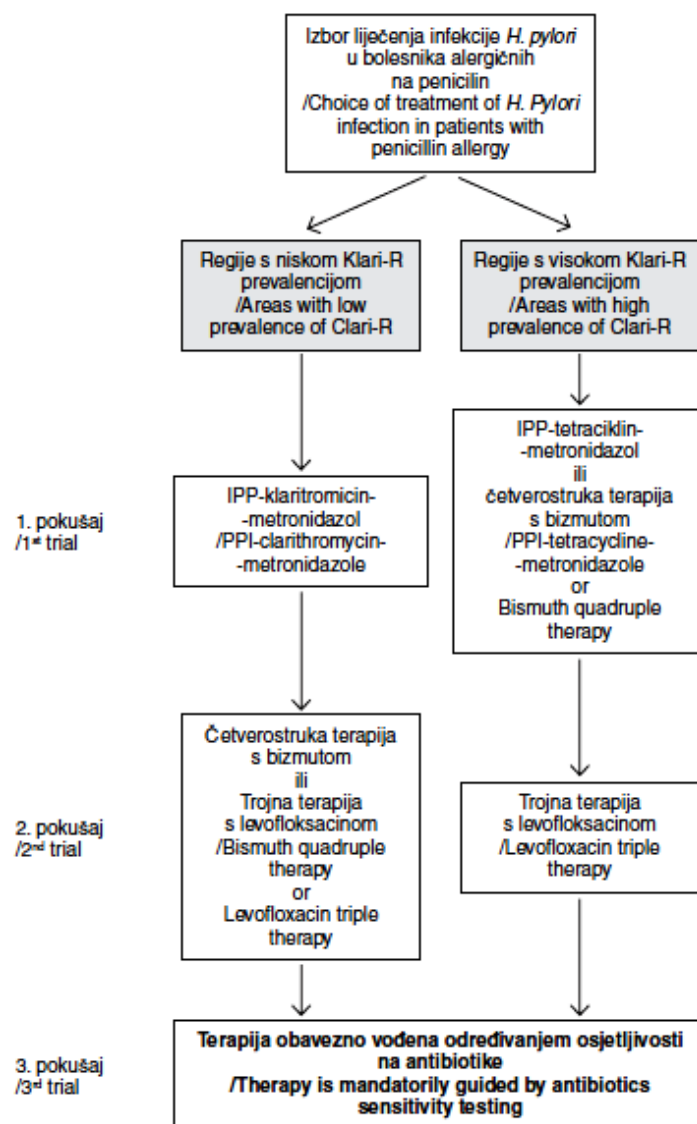 Izbor liječenja infekcije H. pylori
u bolesnika alergičnih
na penicilin
/Choice of treatment of H. Pylori
infection in patients with
penicillin allergy
Regije s niskom Klari-R
prevalencijom
/Areas with low
prevalence of Clari-R
Regije s visokom Klari-R
prevalencijom
/Areas with high
prevalence of Clari-R
1. pokušaj
/1st trial
IPP-klaritromicin-
-metronidazol
/PPI-clarithromycin-
-metronidazole
IPP-tetraciklin-
-metronidazol
ili
četverostruka terapija
s bizmutom
/PPI-tetracycline-
-metronidazole
or
Bismuth quadruple
therapy
2. pokušaj
/2nd trial
Četverostruka terapija
s bizmutom
ili
Trojna terapija
s levofloksacinom
/Bismuth quadruple
therapy
or
Levofloxacin triple
therapy
Trojna terapija
s levofloksacinom
/Levofloxacin triple
therapy
3. pokušaj
/3rd trial
Terapija obavezno vođena određivanjem osjetljivosti
na antibiotike
/Therapy is mandatorily guided by antibiotics
sensitivity testing